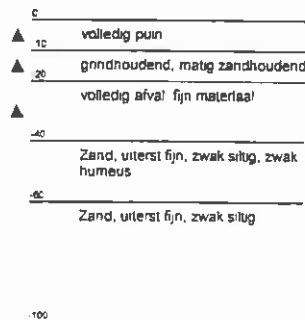 0
volledig puin
-10
grindhoudend, matig zandhoudend
-20
volledig afval fijn materiaal
-40
Zand, uiterst fijn, zwak siltig, zwak
humeus
-60
Zand, uiterst fijn, zwak siltig
-100